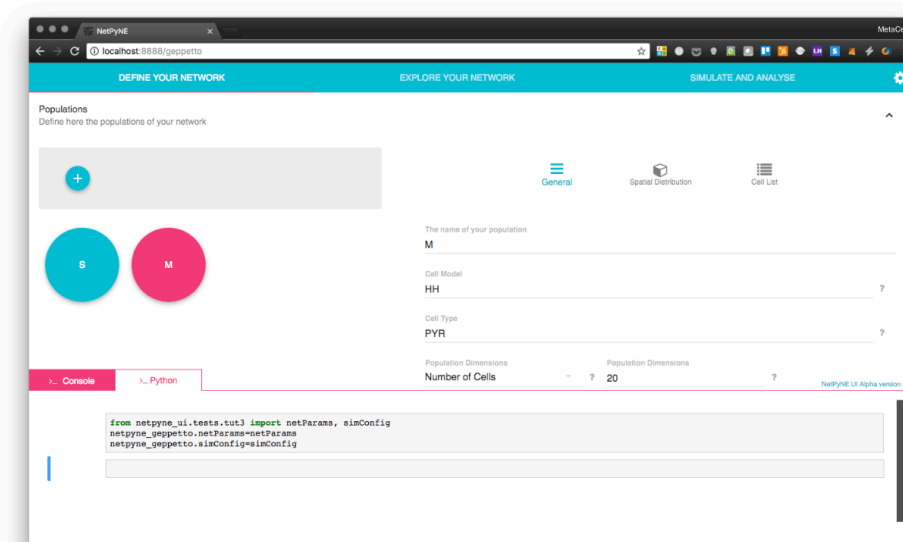 NetPyNE
MetaCe
localhost:8888/geppetto
DEFINE YOUR NETWORK
EXPLORE YOUR NETWORK
SIMULATE AND ANALYSE
Populations
Define here the populations of your network
General
Spatial Distribution
Cell List
The name of your population
M
S
M
Cell Model
HH
?
Cell Type
PYR
?
Population Dimensions
Population Dimensions
Number of Cells
?
20
?
>_ Console
>_ Python
NetPyNE UI Alpha version
from netpyne_ui.tests.tut3 import netParams, simConfig
netpyne_geppetto.netParams=netParams
netpyne_geppetto.simConfig=simConfig